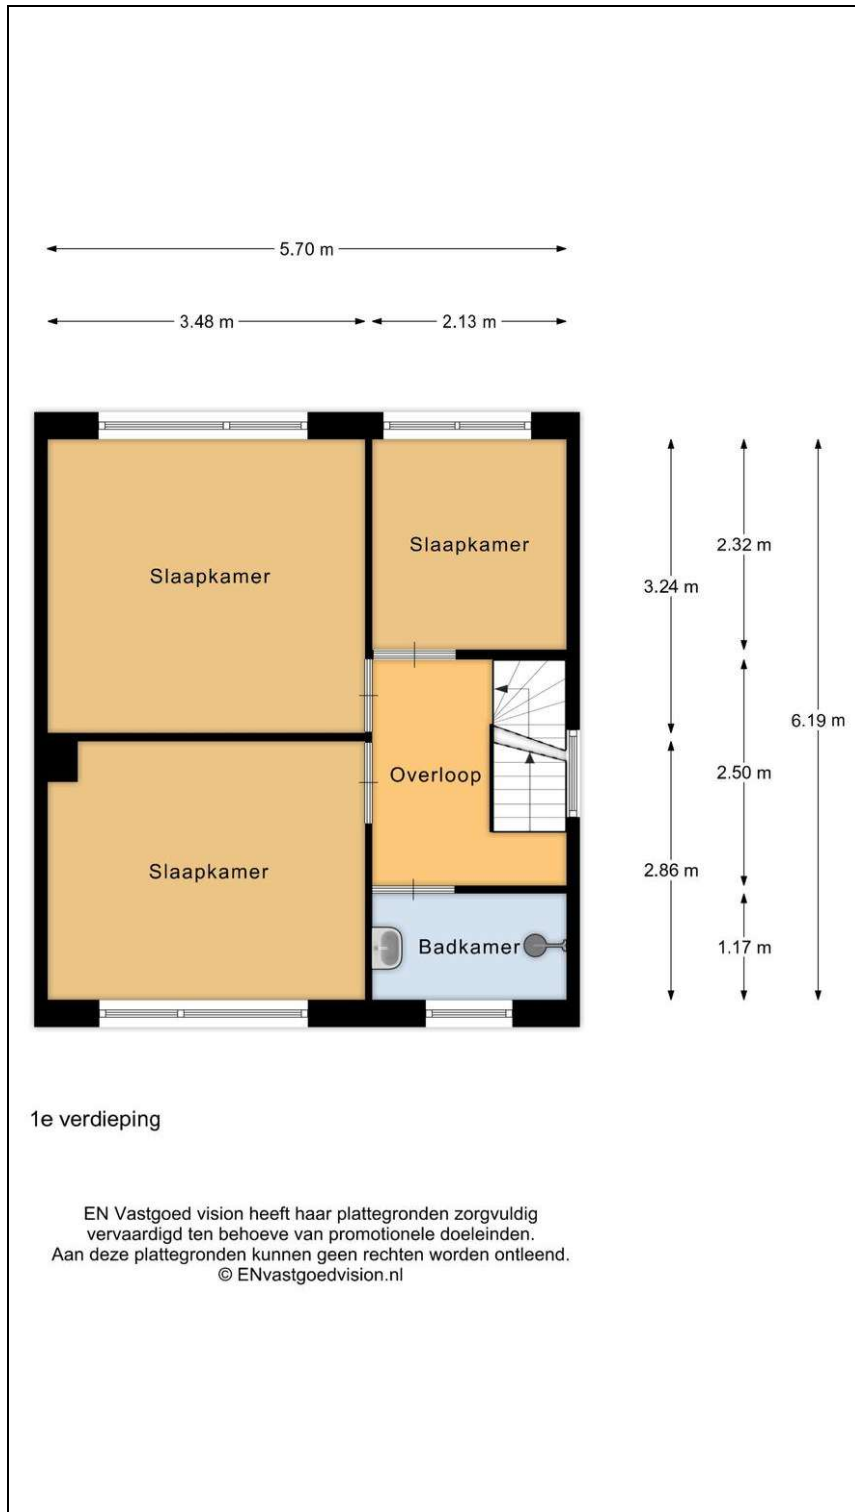 5.70 m
3.48 m
2.13 m
Slaapkamer
Slaapkamer
2.32 m
3.24 m
6.19 m
Overloop
2.50 m
Slaapkamer
2.86 m
Badkamer
1.17 m
1e verdieping
EN Vastgoed vision heeft haar plattegronden zorgvuldig
vervaardigd ten behoeve van promotionele doeleinden.
Aan deze plattegronden kunnen geen rechten worden ontleend.
© ENvastgoedvision.nl